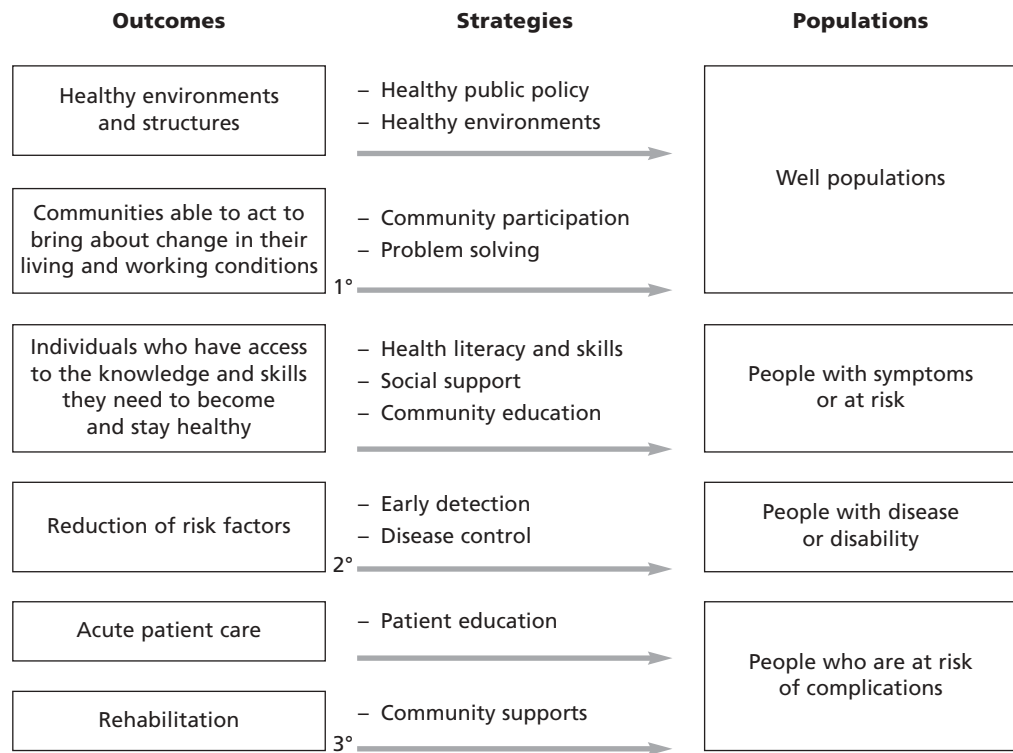 Outcomes
Strategies
Populations
Healthy environments
and structures
– Healthy public policy
– Healthy environments
Well populations
Communities able to act to
bring about change in their
living and working conditions
1°
– Community participation
– Problem solving
Individuals who have access
to the knowledge and skills
they need to become
and stay healthy
– Health literacy and skills
– Social support
– Community education
People with symptoms
or at risk
Reduction of risk factors
2°
– Early detection
– Disease control
People with disease
or disability
Acute patient care
– Patient education
People who are at risk
of complications
Rehabilitation
3°
– Community supports